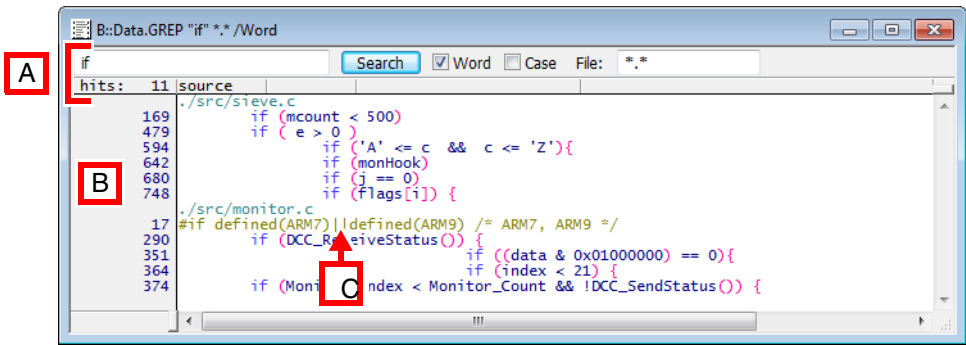 B::Data.GREP "if" *.* /Word
A
if Search Word Case File: *.*
hits: 11 source
./src/sieve.c
169 if (mcount < 500)
479 if ( e > 0 )
594 if ('A' <= c && c <= 'Z'){
642 if (monHook)
B
680 if (j == 0)
748 if (flags[i]) {
./src/monitor.c
17 #if defined(ARM7)||defined(ARM9) /* ARM7, ARM9 */
290 if (DCC_ReceiveStatus()) {
351 if ((data & 0x01000000) == 0){
364 if (index < 21) {
C
374 if (Moni ndex < Monitor_Count && !DCC_SendStatus()) {